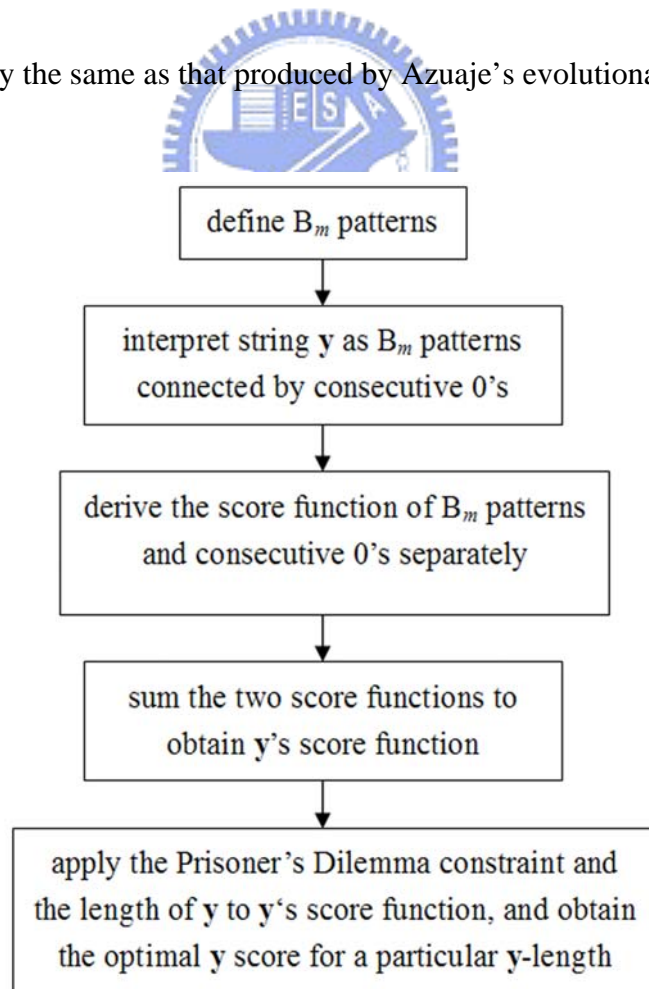 y the same as that produced by Azuaje's evolutiona
E S A
define Bm patterns
interpret string y as Bm patterns
connected by consecutive 0's
derive the score function of Bm patterns
and consecutive 0's separately
sum the two score functions to
obtain y's score function
apply the Prisoner's Dilemma constraint and
the length of y to y‘s score function, and obtain
the optimal y score for a particular y-length